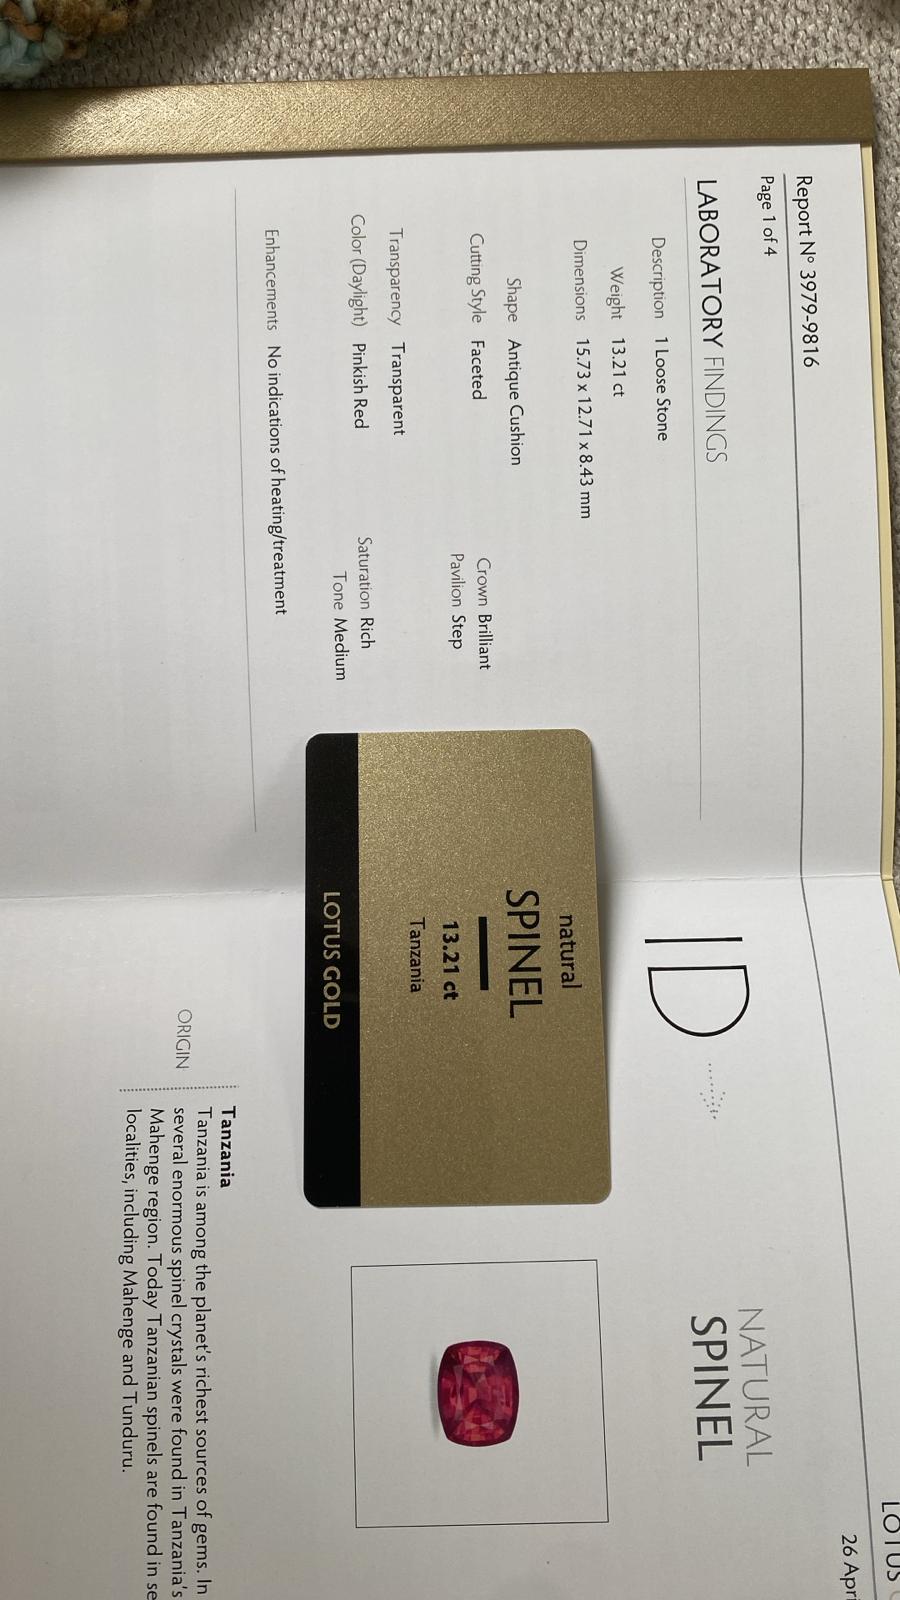 Report N° 3979-9816
Page 1 of 4
LABORATORY FINDINGS
Description 1 Loose Stone
Weight 13.21 ct
Dimensions 15.73 x 12.71 x 8.43 mm
Shape Antique Cushion
Cutting Style Faceted
Crown Brilliant
Pavilion Step
Transparency Transparent
Color (Daylight) Pinkish Red
Saturation Rich
Tone Medium
Enhancements No indications of heating/treatment
natural
SPINEL
13.21 ct
Tanzania
LOTUS GOLD
LOTUS
26 Apri
ID
NATURAL
SPINEL
ORIGIN
Tanzania
Tanzania is among the planet's richest sources of gems. In
several enormous spinel crystals were found in Tanzania's
Mahenge region. Today Tanzanian spinels are found in se
localities, including Mahenge and Tunduru.